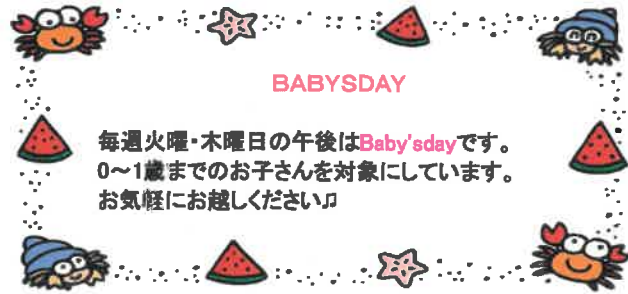 BABYSDAY
毎週火曜・木曜日の午後はBaby'sdayです。
0～1歳までのお子さんを対象にしています。
お気軽にお越しください♫